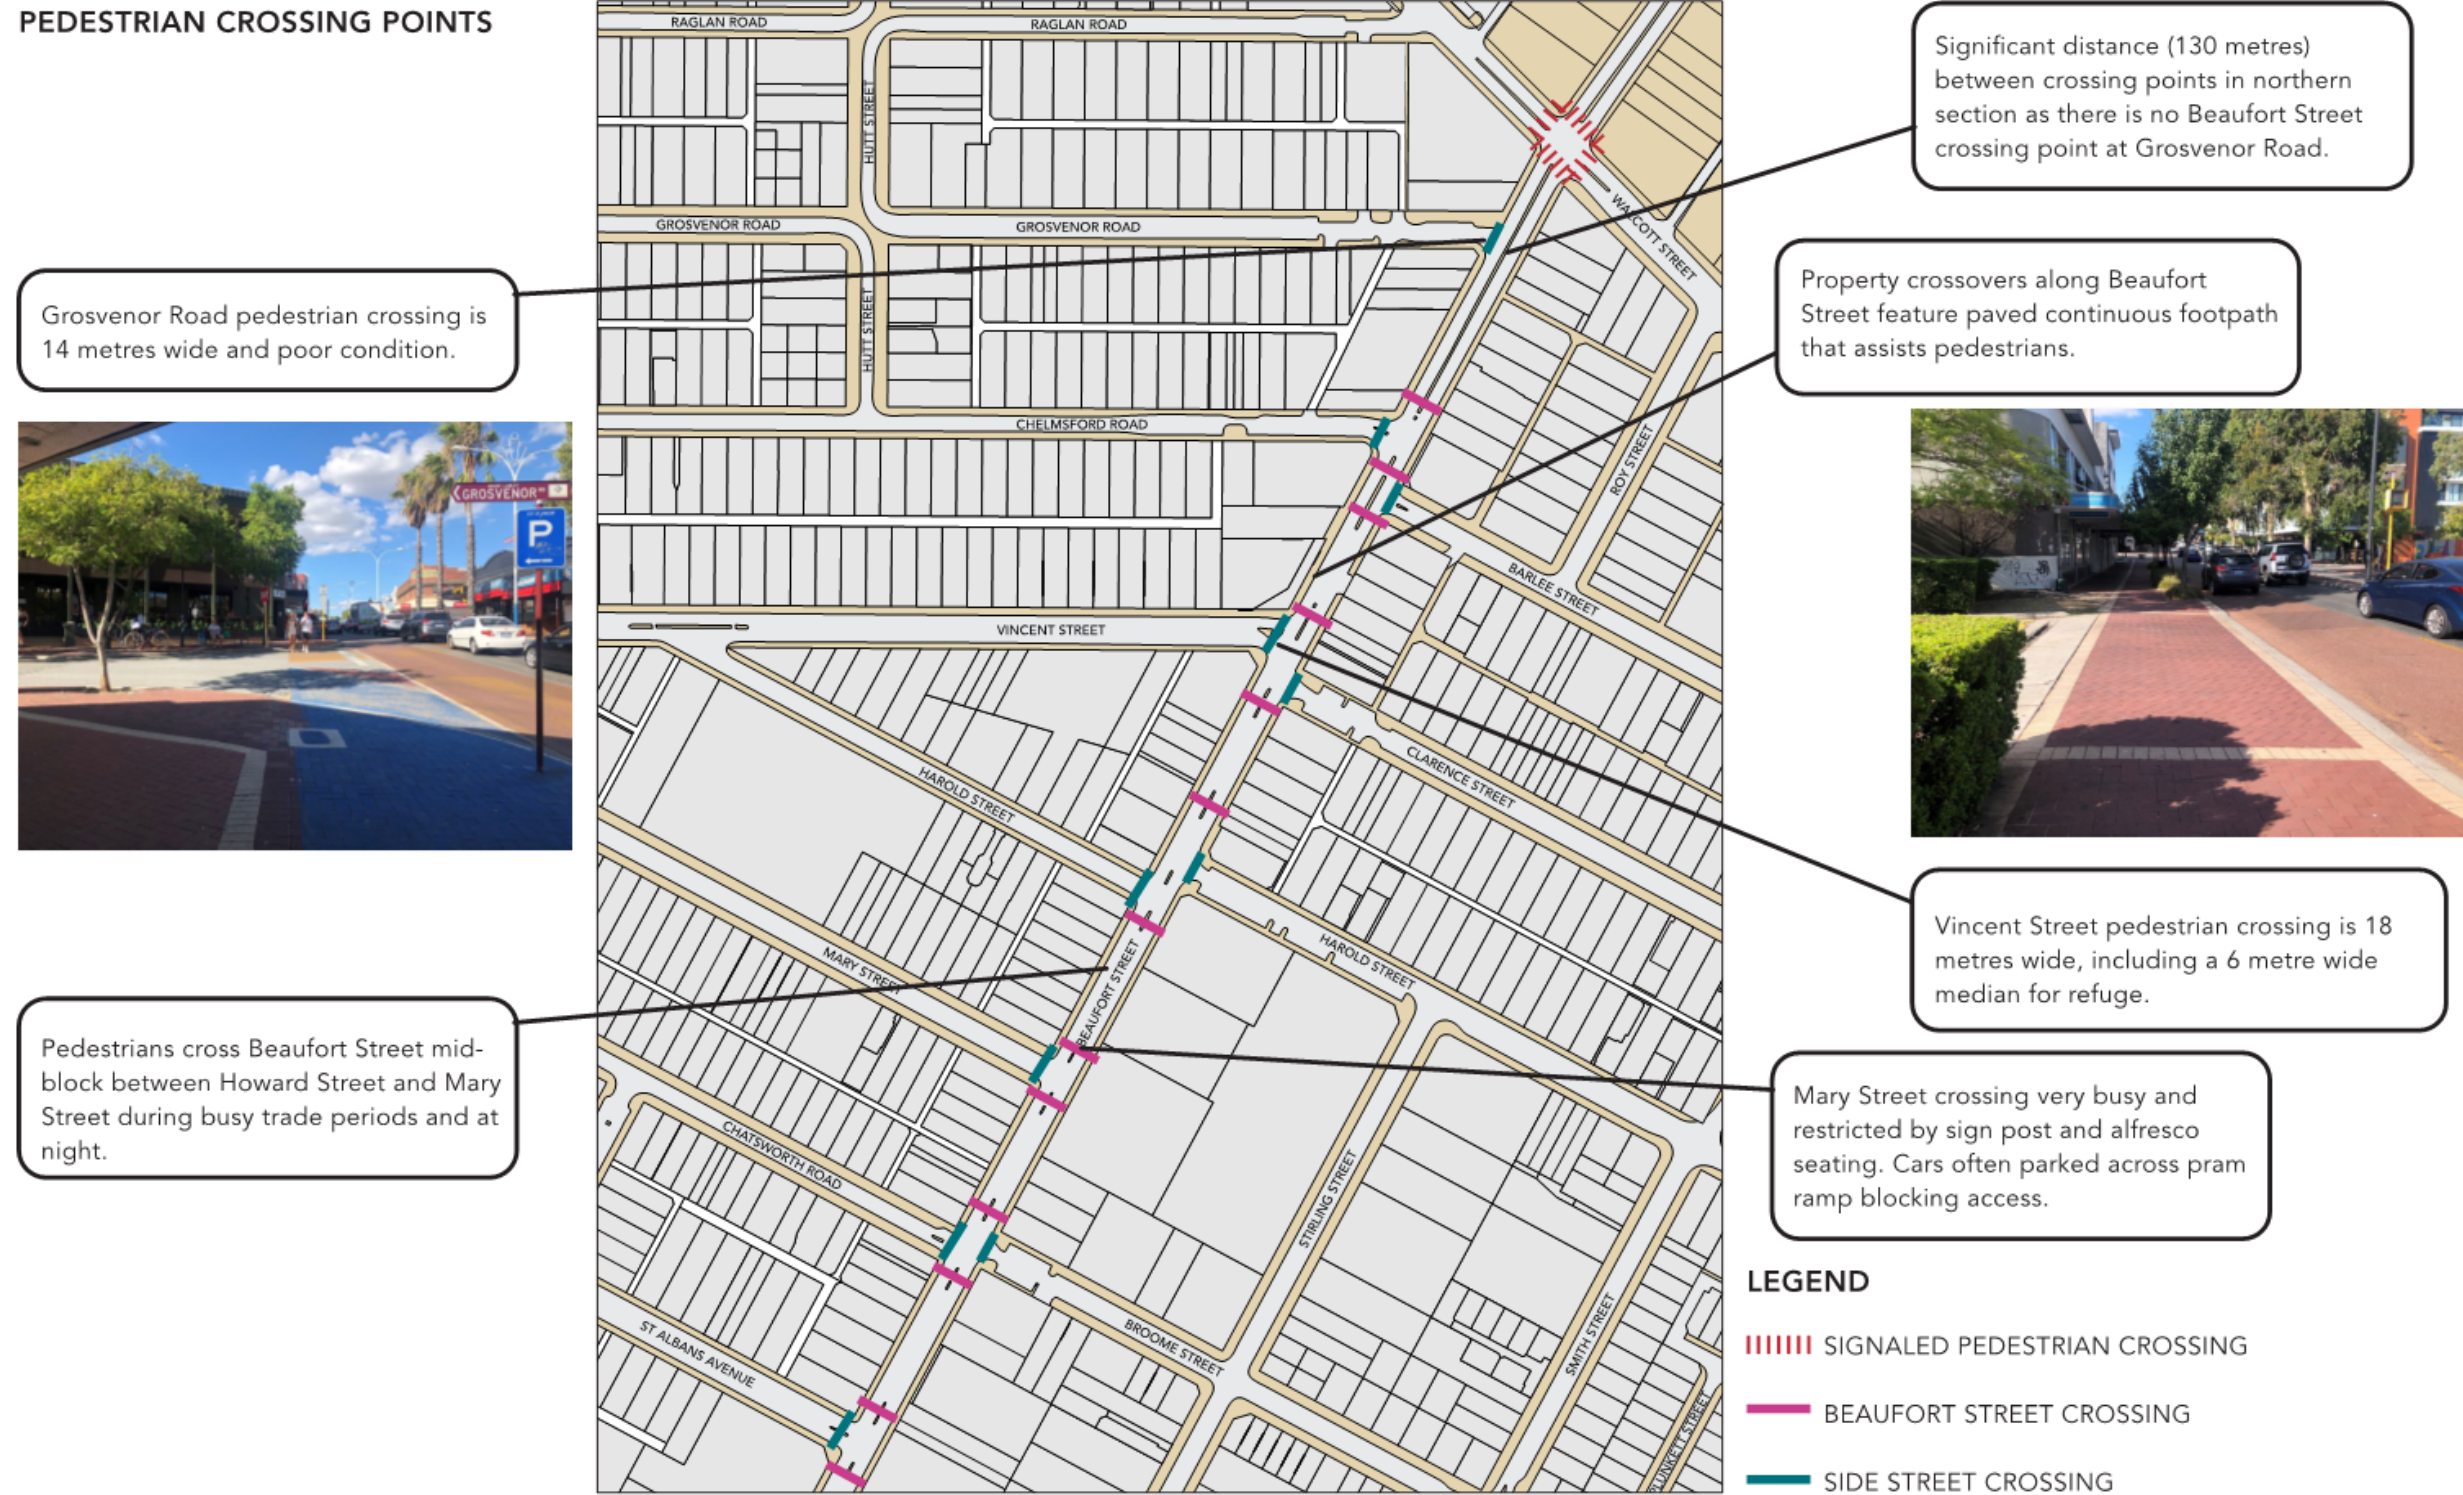 PEDESTRIAN CROSSING POINTS
Grosvenor Road pedestrian crossing is
14 metres wide and poor condition.
GROSVENOR
P
Pedestrians cross Beaufort Street mid-
block between Howard Street and Mary
Street during busy trade periods and at
night.
RAGLAN ROAD
RAGLAN ROAD
HUTT STREET
GROSVENOR ROAD
GROSVENOR ROAD
WALCOTT STREET
HUTT STREET
CHELMSFORD ROAD
ROY STREET
BARLEE STREET
VINCENT STREET
CLARENCE STREET
HAROLD STREET
HAROLD STREET
MARY STREET
BEAUFORT STREET
CHATSWORTH ROAD
STIRLING STREET
BROOME STREET
SMITH STREET
ST ALBANS AVENUE
PLUNKETT STREET
Significant distance (130 metres)
between crossing points in northern
section as there is no Beaufort Street
crossing point at Grosvenor Road.
Property crossovers along Beaufort
Street feature paved continuous footpath
that assists pedestrians.
Vincent Street pedestrian crossing is 18
metres wide, including a 6 metre wide
median for refuge.
Mary Street crossing very busy and
restricted by sign post and alfresco
seating. Cars often parked across pram
ramp blocking access.
LEGEND
SIGNALED PEDESTRIAN CROSSING
BEAUFORT STREET CROSSING
SIDE STREET CROSSING